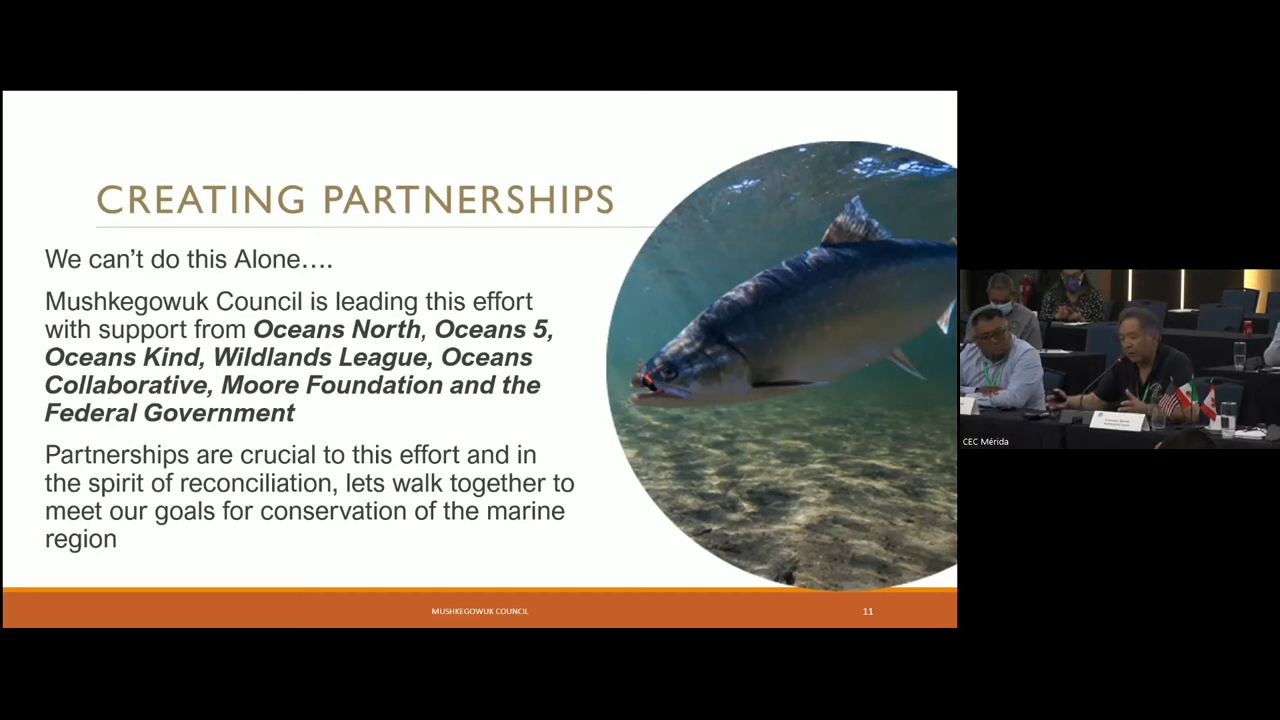 CREATING PARTNERSHIPS
We can’t do this Alone….
Mushkegowuk Council is leading this effort
with support from Oceans North, Oceans 5,
Oceans Kind, Wildlands League, Oceans
Collaborative, Moore Foundation and the
Federal Government
Partnerships are crucial to this effort and in
the spirit of reconciliation, lets walk together to
meet our goals for conservation of the marine
region
MUSHKEGOWUK COUNCIL
11
CEC Mérida